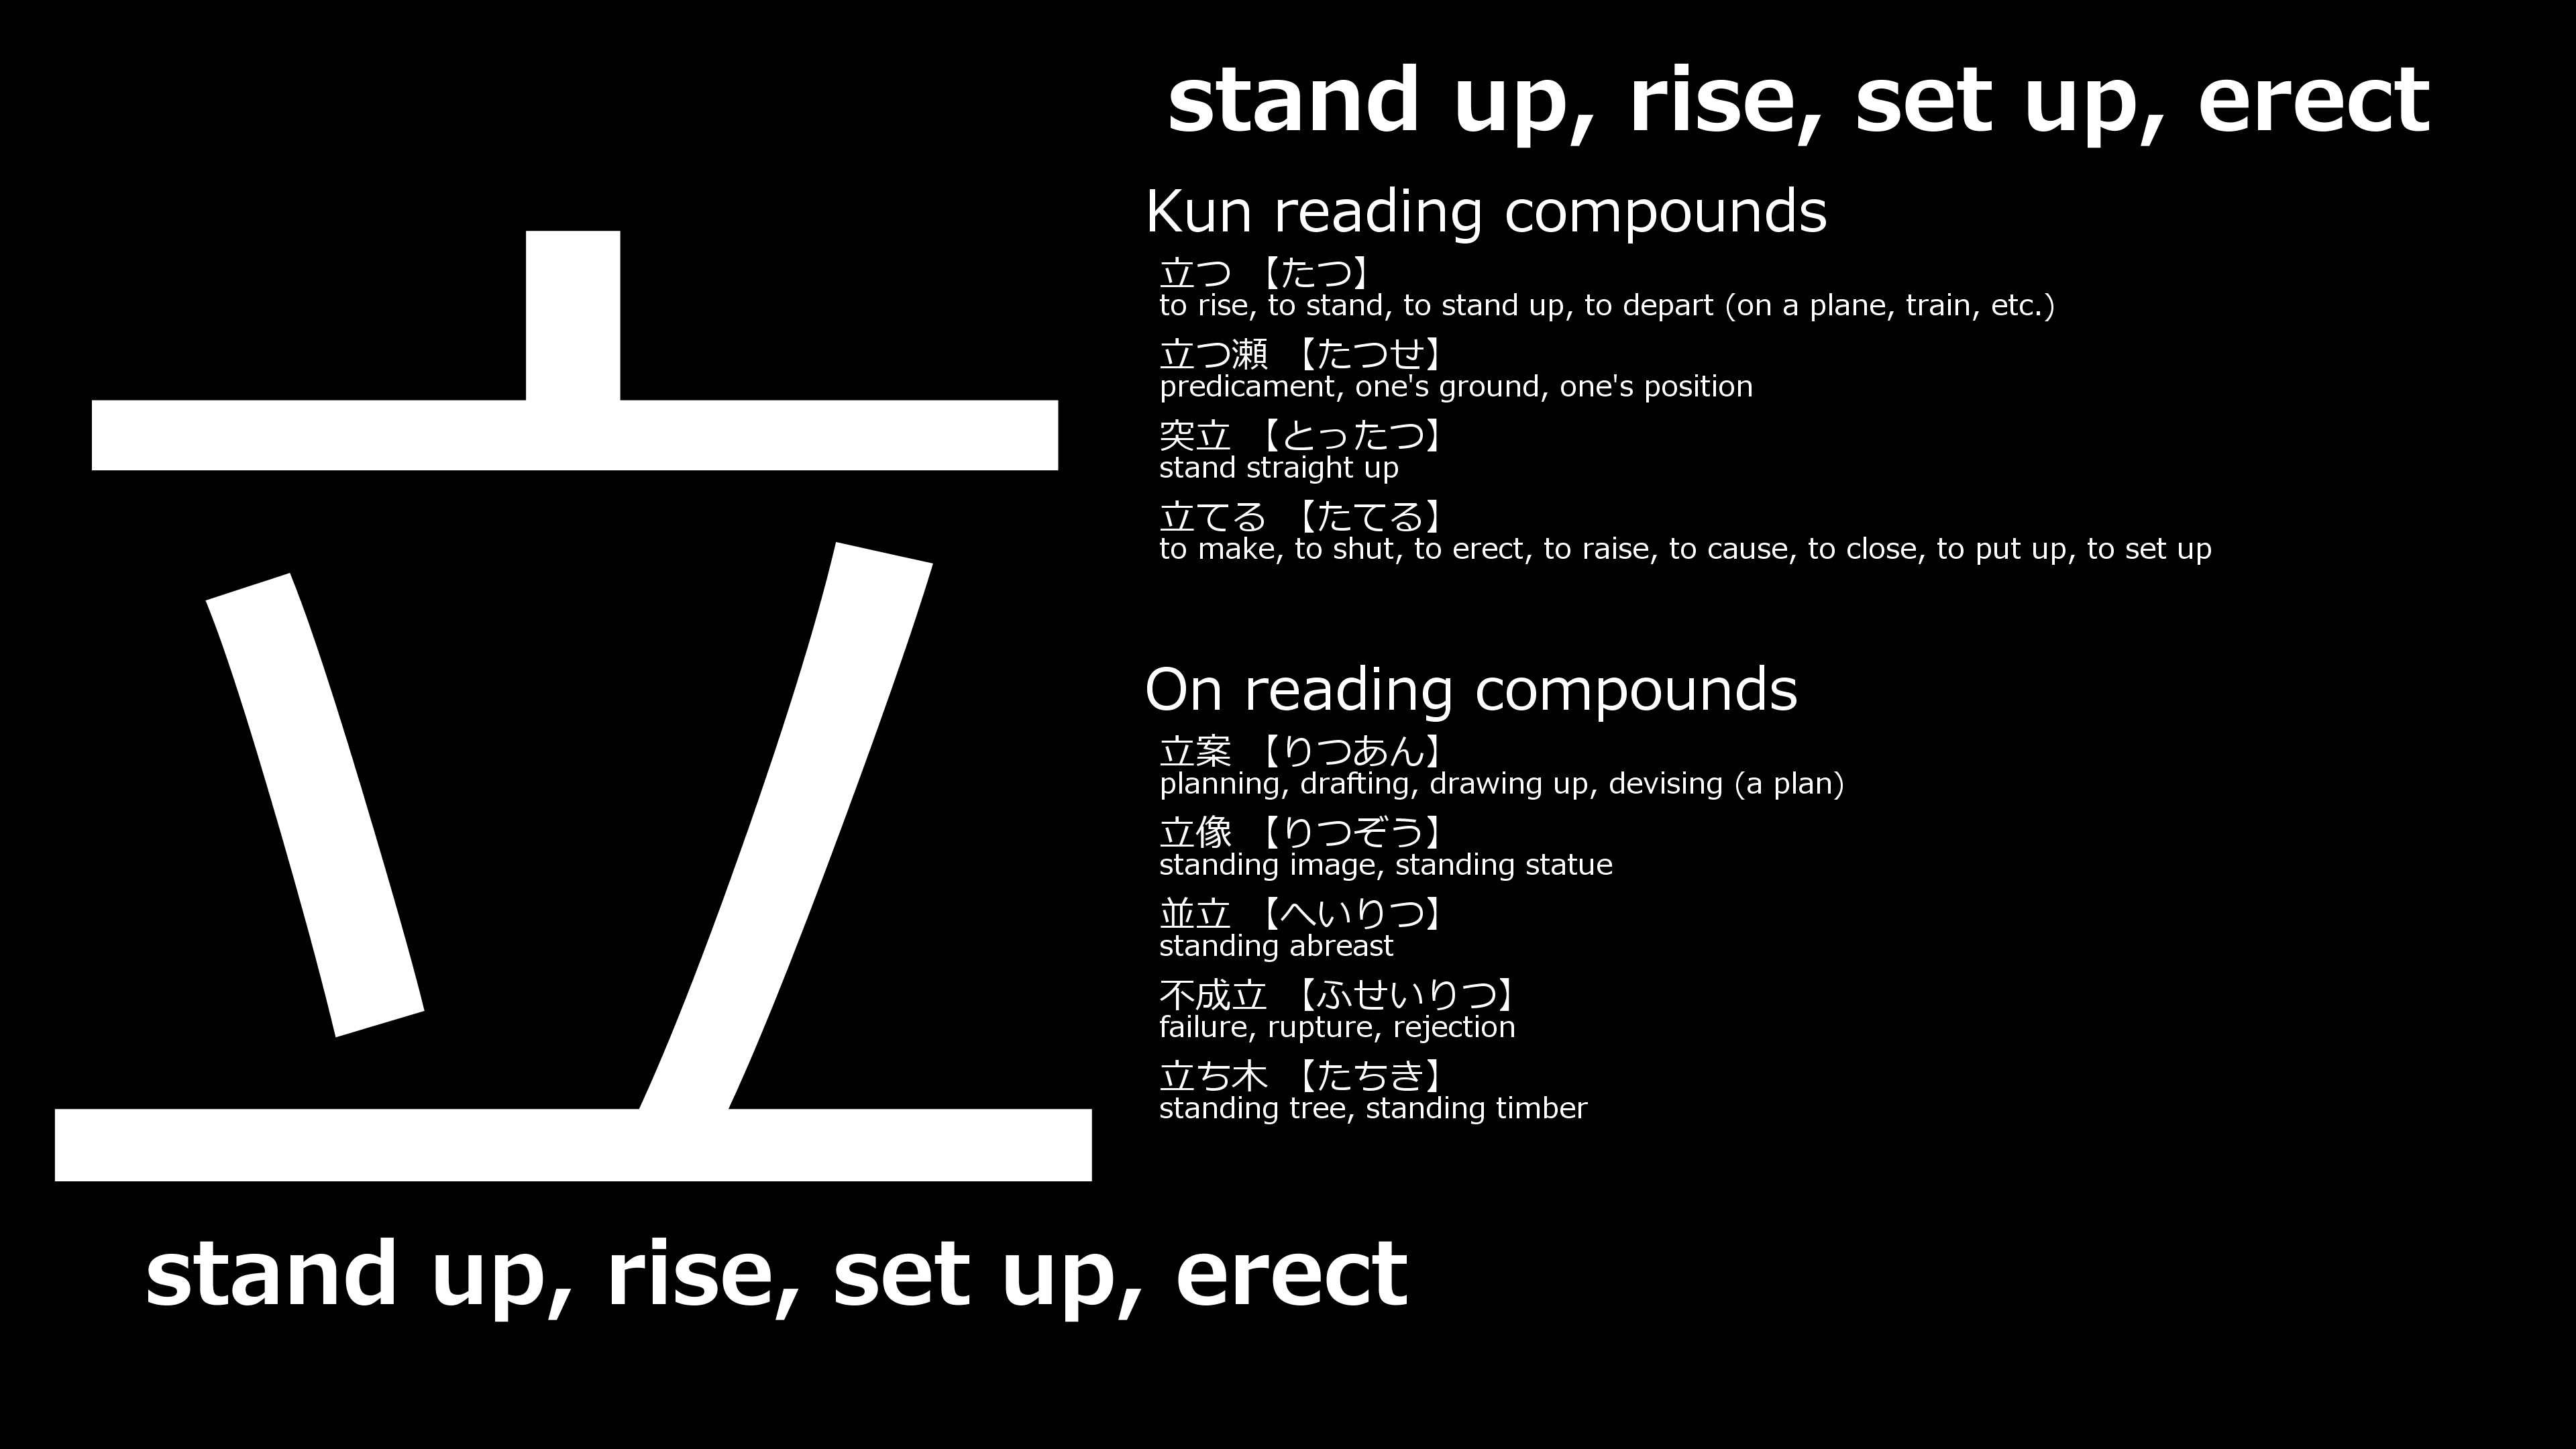 立
stand up, rise, set up, erect
stand up, rise, set up, erect
Kun reading compounds
立つ 【たつ】
to rise, to stand, to stand up, to depart (on a plane, train, etc.)
立つ瀬 【たつせ】
predicament, one's ground, one's position
突立 【とったつ】
stand straight up
立てる 【たてる】
to make, to shut, to erect, to raise, to cause, to close, to put up, to set up
On reading compounds
立案 【りつあん】
planning, drafting, drawing up, devising (a plan)
立像 【りつぞう】
standing image, standing statue
並立 【へいりつ】
standing abreast
不成立 【ふせいりつ】
failure, rupture, rejection
立ち木 【たちき】
standing tree, standing timber